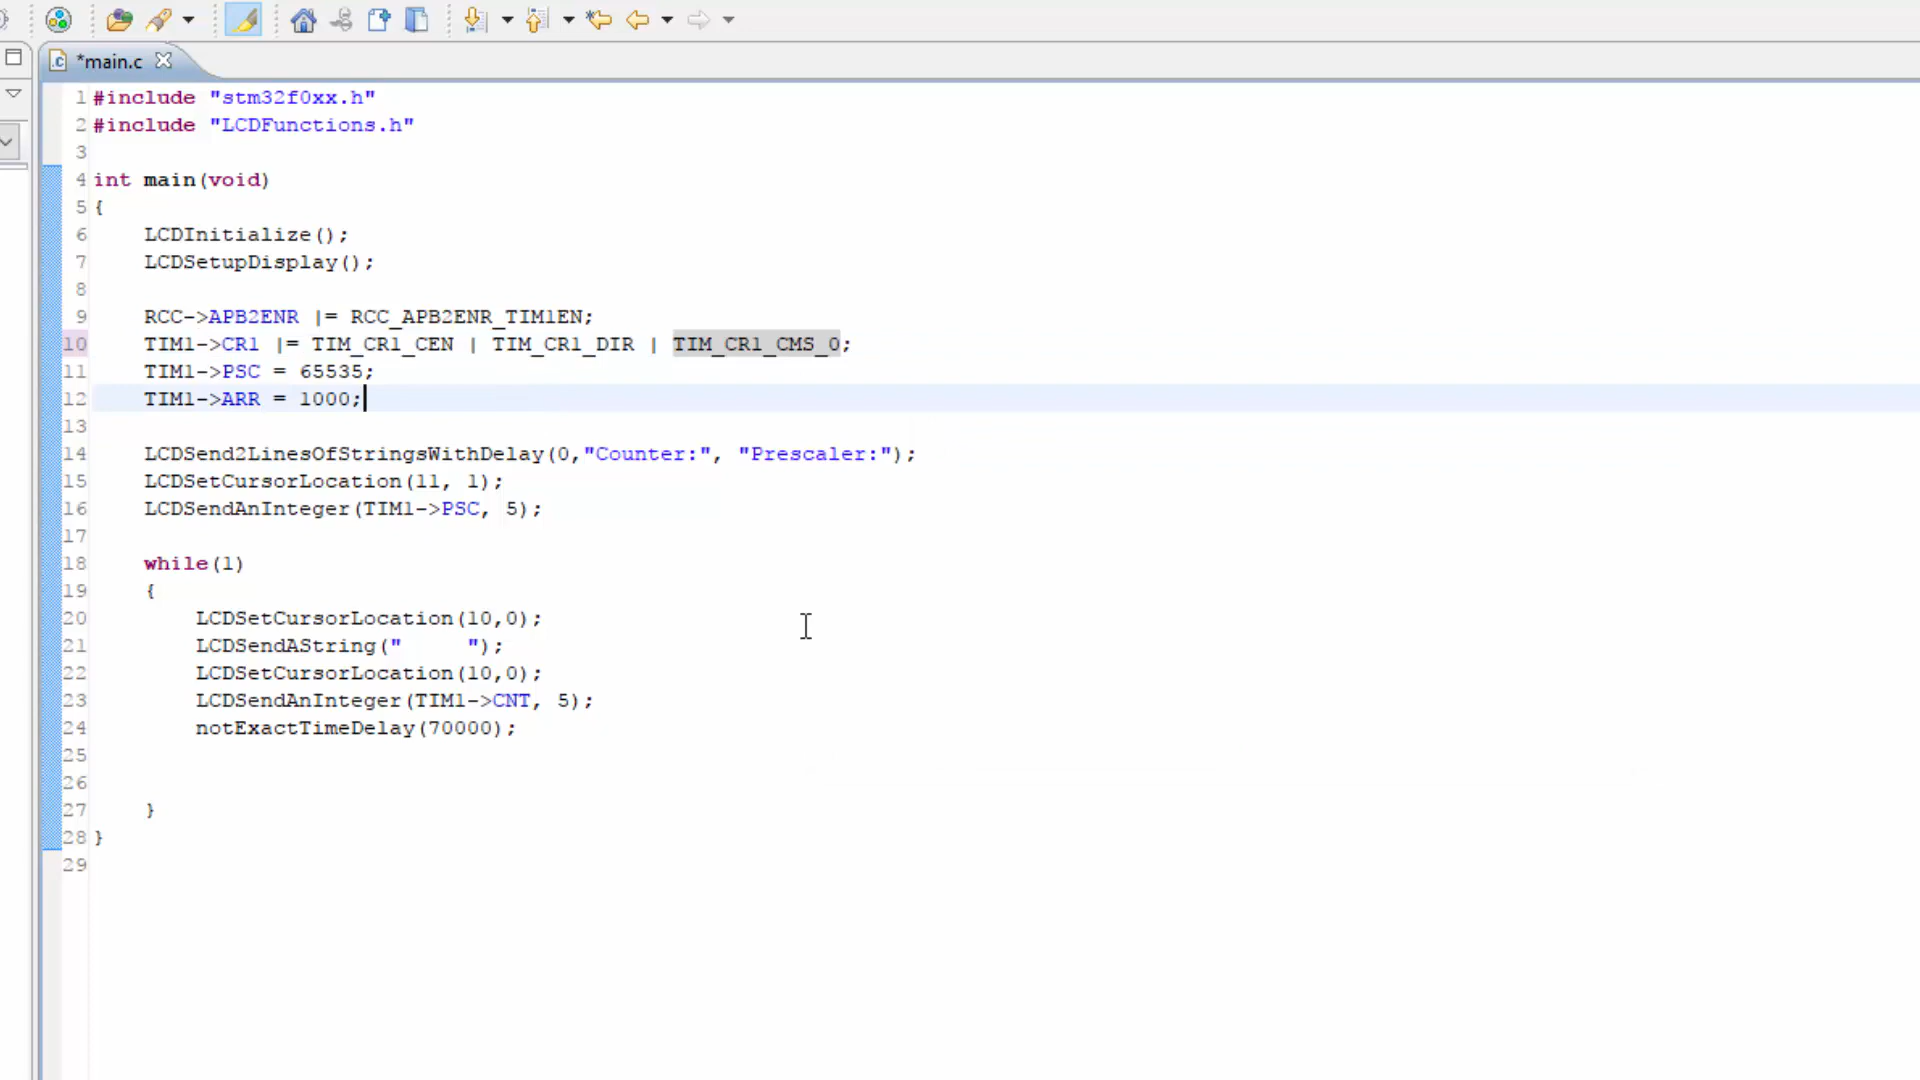 *main.c
1 #include "stm32f0xx.h"
2 #include "LCDFunctions.h"
3
4 int main(void)
5 {
6 LCDInitialize();
7 LCDSetupDisplay();
8
9 RCC->APB2ENR |= RCC_APB2ENR_TIM1EN;
10 TIM1->CR1 |= TIM_CR1_CEN | TIM_CR1_DIR | TIM_CR1_CMS_0;
11 TIM1->PSC = 65535;
12 TIM1->ARR = 1000;
13
14 LCDSend2LinesOfStringsWithDelay(0,"Counter:", "Prescaler:");
15 LCDSetCursorLocation(11, 1);
16 LCDSendAnInteger(TIM1->PSC, 5);
17
18 while(1)
19 {
20 LCDSetCursorLocation(10,0);
21 LCDSendAString("     ");
22 LCDSetCursorLocation(10,0);
23 LCDSendAnInteger(TIM1->CNT, 5);
24 notExactTimeDelay(70000);
25
26
27 }
28 }
29